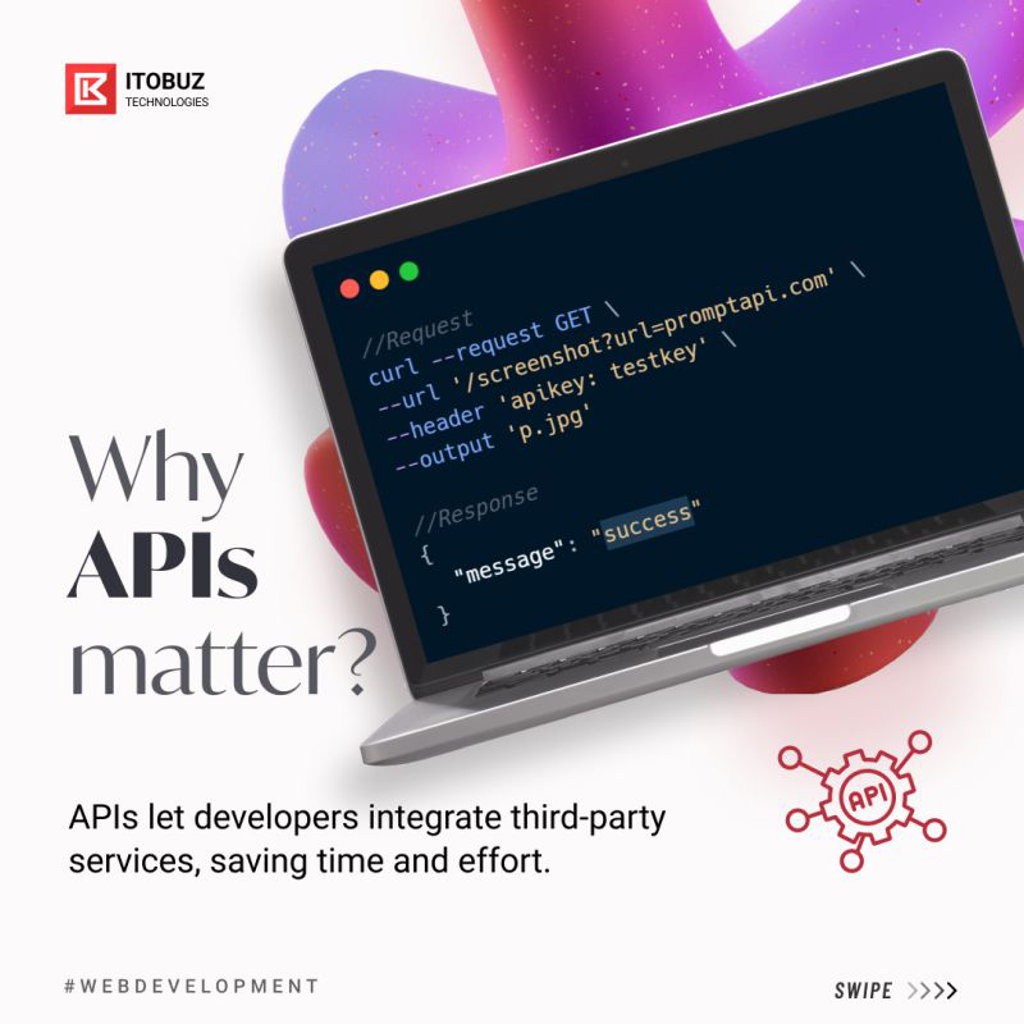 ITOBUZ
TECHNOLOGIES
//Request
curl --request GET \
--url '/screenshot?url=promptapi.com' \
--header 'apikey: testkey' \
--output 'p.jpg'
//Response
{
"message": "success"
}
Why
APIs
matter?
API
APIs let developers integrate third-party
services, saving time and effort.
#WEBDEVELOPMENT
SWIPE